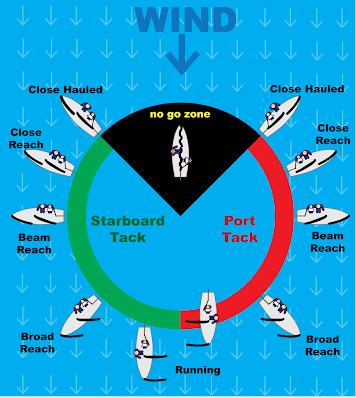 WIND
Close Hauled
Close Hauled
no go zone
Close
Reach
Close
Reach
Starboard
Tack
Port
Tack
Beam
Reach
Beam
Reach
Broad
Reach
Broad
Reach
Running